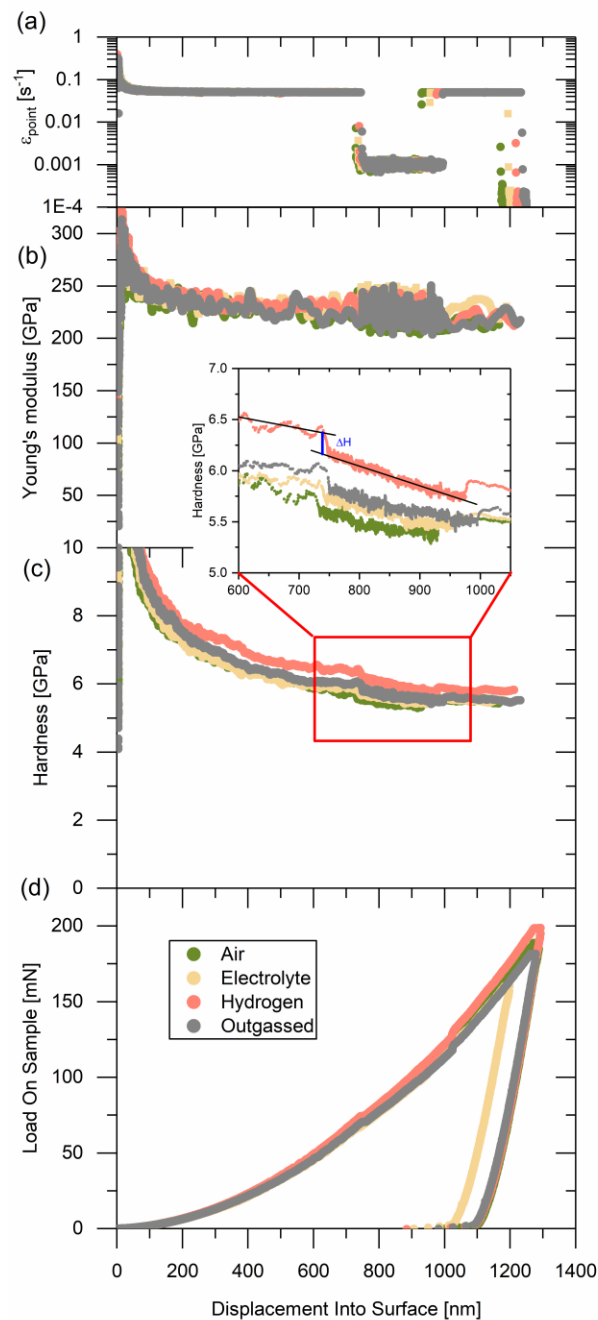 (a)
1
0.1
0.01
0.001
1E-4
ε̇point [s⁻¹]
(b)
300
250
200
150
100
50
Young's modulus [GPa]
7.0
6.5
6.0
5.5
5.0
Hardness [GPa]
ΔH
600 700 800 900 1000
(c)
10
8
6
4
2
0
Hardness [GPa]
(d)
200
150
100
50
0
Load On Sample [mN]
Air
Electrolyte
Hydrogen
Outgassed
0 200 400 600 800 1000 1200 1400
Displacement Into Surface [nm]